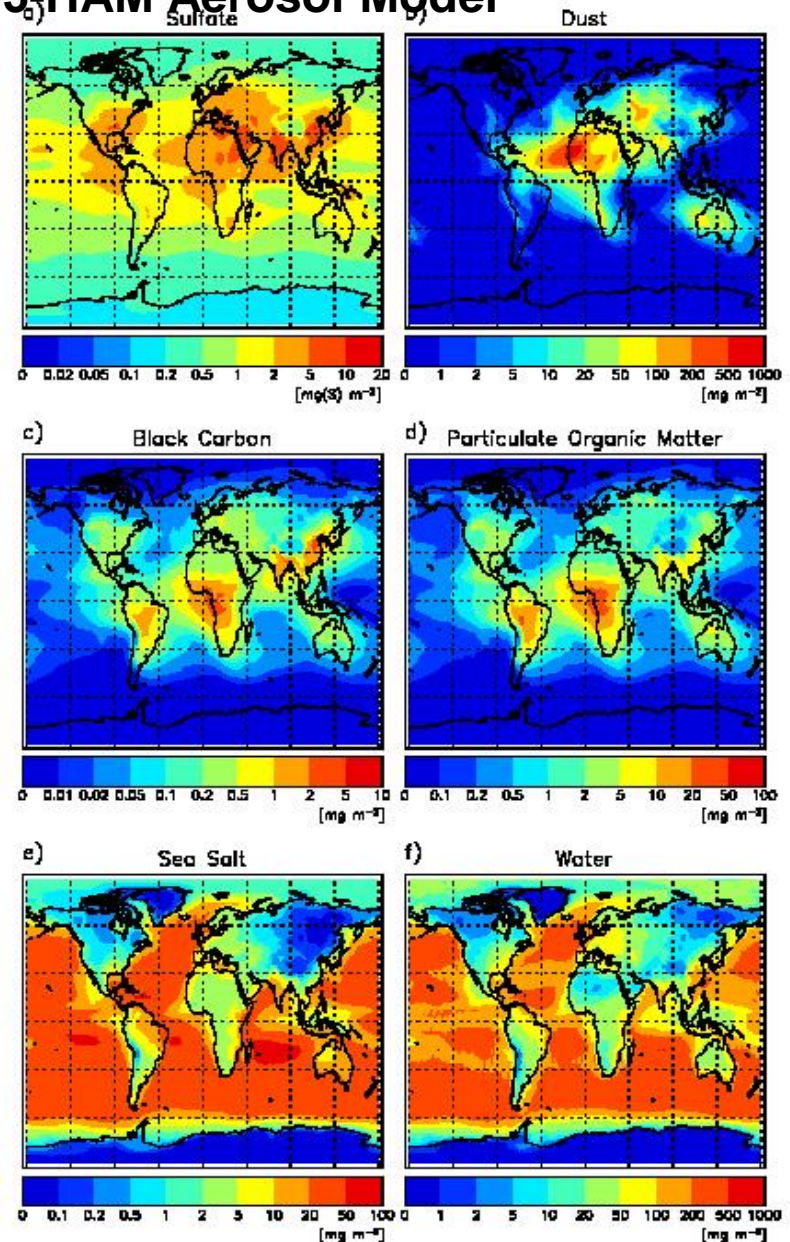 5-HAM Aerosol Model
a) Sulfate
b) Dust
0 0.02 0.05 0.1 0.2 0.5 1 2 5 10 20
[mg(S) m⁻²]
0 1 2 5 10 20 50 100 200 500 1000
[mg m⁻²]
c) Black Carbon
d) Particulate Organic Matter
0 0.01 0.02 0.05 0.1 0.2 0.5 1 2 5 10
[mg m⁻²]
0 0.1 0.2 0.5 1 2 5 10 20 50 100
[mg m⁻²]
e) Sea Salt
f) Water
0 0.1 0.2 0.5 1 2 5 10 20 50 100
[mg m⁻²]
0 1 2 5 10 20 50 100 200 500 1000
[mg m⁻²]